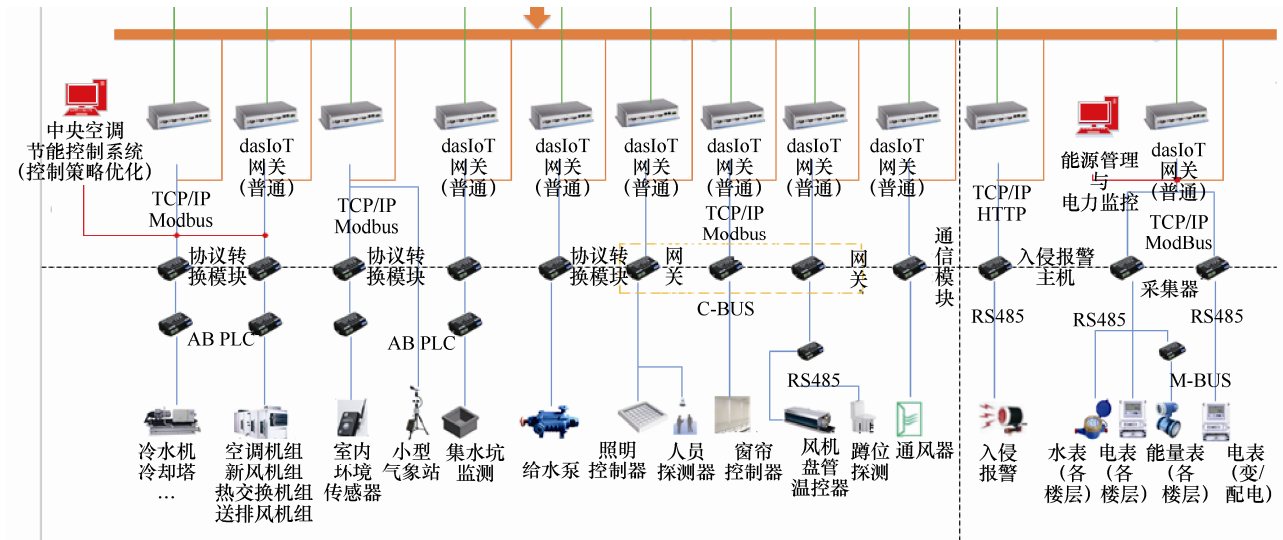 中央空调
节能控制系统
(控制策略优化)
dasIoT
网关
(普通)
dasIoT
网关
(普通)
dasIoT
网关
(普通)
dasIoT
网关
(普通)
dasIoT
网关
(普通)
dasIoT
网关
(普通)
dasIoT
网关
(普通)
能源管理
与
电力监控
dasIoT
网关
(普通)
TCP/IP
Modbus
TCP/IP
Modbus
TCP/IP
Modbus
TCP/IP
HTTP
TCP/IP
ModBus
协议转
换模块
协议转
换模块
协议转
换模块
网
关
网
关
通
信
模
块
入侵报警
主机
采集器
C-BUS
AB PLC
AB PLC
RS485
RS485
RS485
RS485
M-BUS
冷水机
冷却塔
…
空调机组
新风机组
热交换机组
送排风机组
室内
环境
传感器
小型
气象站
集水坑
监测
给水泵
照明
控制器
人员
探测器
窗帘
控制器
风机
盘管
温控器
蹲位
探测
通风器
入侵
报警
水表
(各
楼层)
电表
(各
楼层)
能量表
(各
楼层)
电表
(变/
配电)